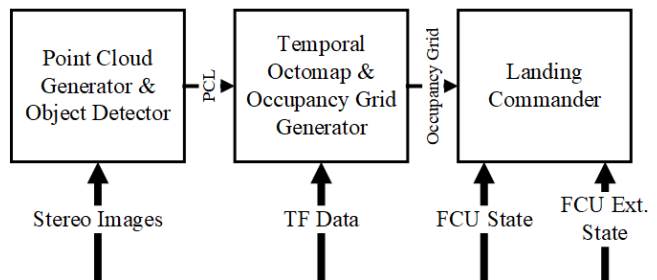 Point Cloud
Generator &
Object Detector
PCL
Temporal
Octomap &
Occupancy Grid
Generator
Occupancy Grid
Landing
Commander
Stereo Images
TF Data
FCU State
FCU Ext.
State